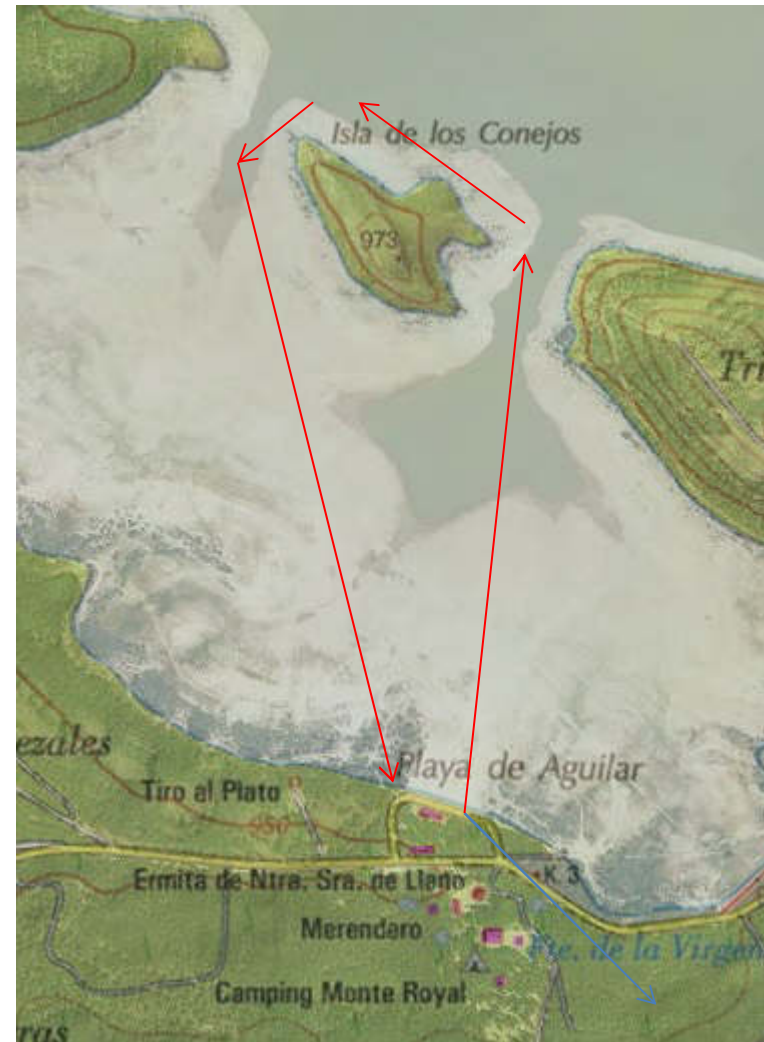 Isla de los Conejos
973
Tri
ezales
Playa de Aguilar
Tiro al Plato
950
Ermita de Ntra. Sra. de Llano
K 3
Merendero
Fte. de la Virgen
Camping Monte Royal
ras